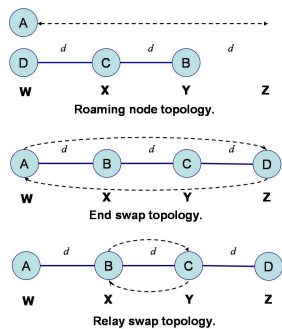 A
d d d
D C B
W X Y Z
Roaming node topology.
d d d
A B C D
W X Y Z
End swap topology.
d d d
A B C D
W X Y Z
Relay swap topology.